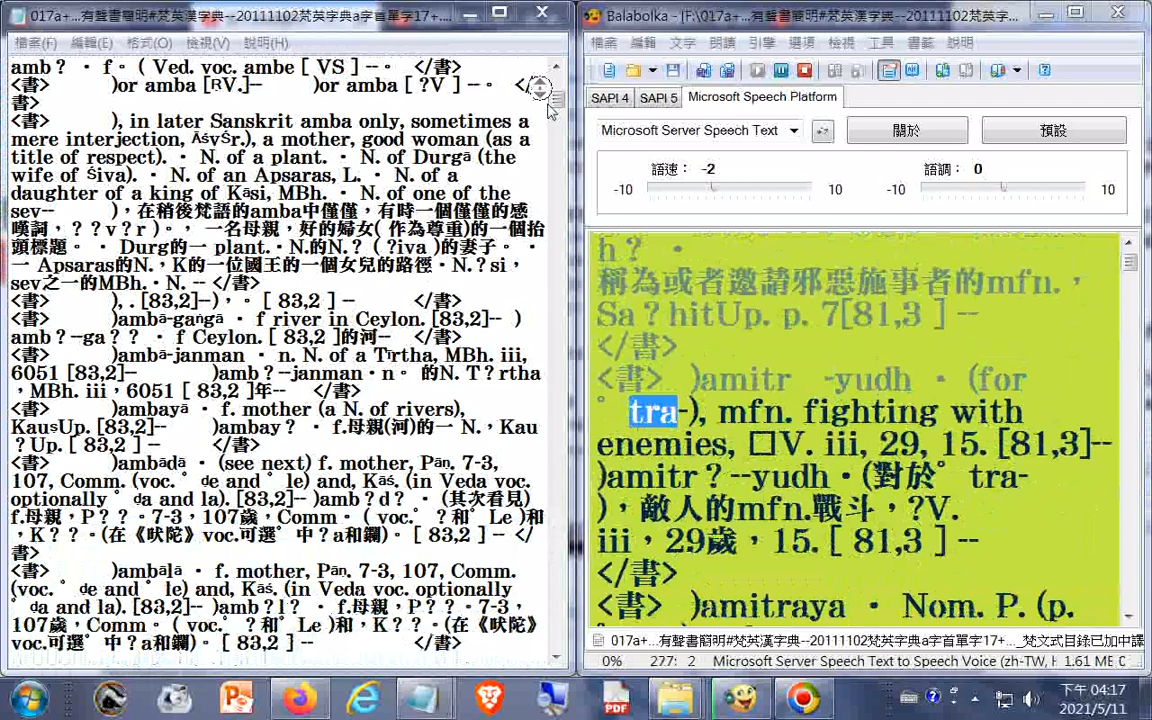 017a+...有聲書簡明#梵英漢字典--20111102梵英字典a字首單字17+...
檔案(F) 編輯(E) 格式(O) 檢視(V) 說明(H)
amb？ · f。 ( Ved. voc. ambe [ VS ] --。 </書>
<書> )or amba [RV.]-- )or amba [ ?V ] --。 </
書>
<書> ), in later Sanskrit amba only, sometimes a
mere interjection, ĀśvŚr.), a mother, good woman (as a
title of respect). · N. of a plant. · N. of Durgā (the
wife of Śiva). · N. of an Apsaras, L. · N. of a
daughter of a king of Kāsi, MBh. · N. of one of the
sev-- )，在稍後梵語的amba中僅僅，有時一個僅僅的感
嘆詞，？？v？r )。， 一名母親，好的婦女( 作為尊重)的一個抬
頭標題。 · Durg的一 plant.·N.的N.？ ( ?iva )的妻子。 ·
一 Apsaras的N.，K的一位國王的一個女兒的路徑·N.？si，
sev之一的MBh.·N. -- </書>
<書> ), . [83,2]--)，。 [ 83,2 ] -- </書>
<書> )ambā-gaṅgā · f river in Ceylon. [83,2]-- )
amb？--ga？？ · f Ceylon. [ 83,2 ]的河-- </書>
<書> )ambā-janman · n. N. of a Tīrtha, MBh. iii,
6051 [83,2]-- )amb？--janman·n。 的N. T？rtha
，MBh. iii，6051 [ 83,2 ]年-- </書>
<書> )ambayā · f. mother (a N. of rivers),
KauṣUp. [83,2]-- )ambay？ · f.母親(河)的一 N.，Kau
？Up. [ 83,2 ] -- </書>
<書> )ambāḍā · (see next) f. mother, Pāṇ. 7-3,
107, Comm. (voc. ° ḍe and ° le) and, Kāś. (in Veda voc.
optionally ° ḍa and la). [83,2]-- )amb？d？ · (其次看見)
f.母親，P？？。7-3，107歲，Comm。 ( voc. ° ？和° Le )和
，K？？。(在《吠陀》voc.可選° 中？a和鑭)。 [ 83,2 ] -- </
書>
<書> )ambālā · f. mother, Pāṇ. 7-3, 107, Comm.
(voc. ° ḍe and ° le) and, Kāś. (in Veda voc. optionally
° ḍa and la). [83,2]-- )amb？l？ · f.母親，P？？。7-3，
107歲，Comm。 ( voc. ° ？和° le )和，K？？。(在《吠陀》
voc.可選° 中？a和鑭)。 [ 83,2 ] -- </書>
Balabolka - [F:\017a+...有聲書簡明#梵英漢字典--20111102梵英字...
檔案 編輯 文字 朗讀 引擎 選項 檢視 工具 書籤 說明
SAPI 4 SAPI 5 Microsoft Speech Platform
Microsoft Server Speech Text 關於 預設
語速： -2 語調： 0
-10 10 -10 10
h？ ·
稱為或者邀請邪惡施事者的mfn.，
Sa？hitUp. p. 7[81,3 ] --
</書>
<書> )amitr -yudh · (for
° tra-), mfn. fighting with
enemies, □V. iii, 29, 15. [81,3]--
)amitr？--yudh·(對於° tra-
)，敵人的mfn.戰斗，?V.
iii，29歲，15. [ 81,3 ] --
</書>
<書> )amitraya · Nom. P. (p.
017a+...有聲書簡明#梵英漢字典--20111102梵英字典a字首單字17+..._梵文式目錄已加中譯
0% 277: 2 Microsoft Server Speech Text to Speech Voice (zh-TW, H 1.61 ME
下午 04:17
2021/5/11